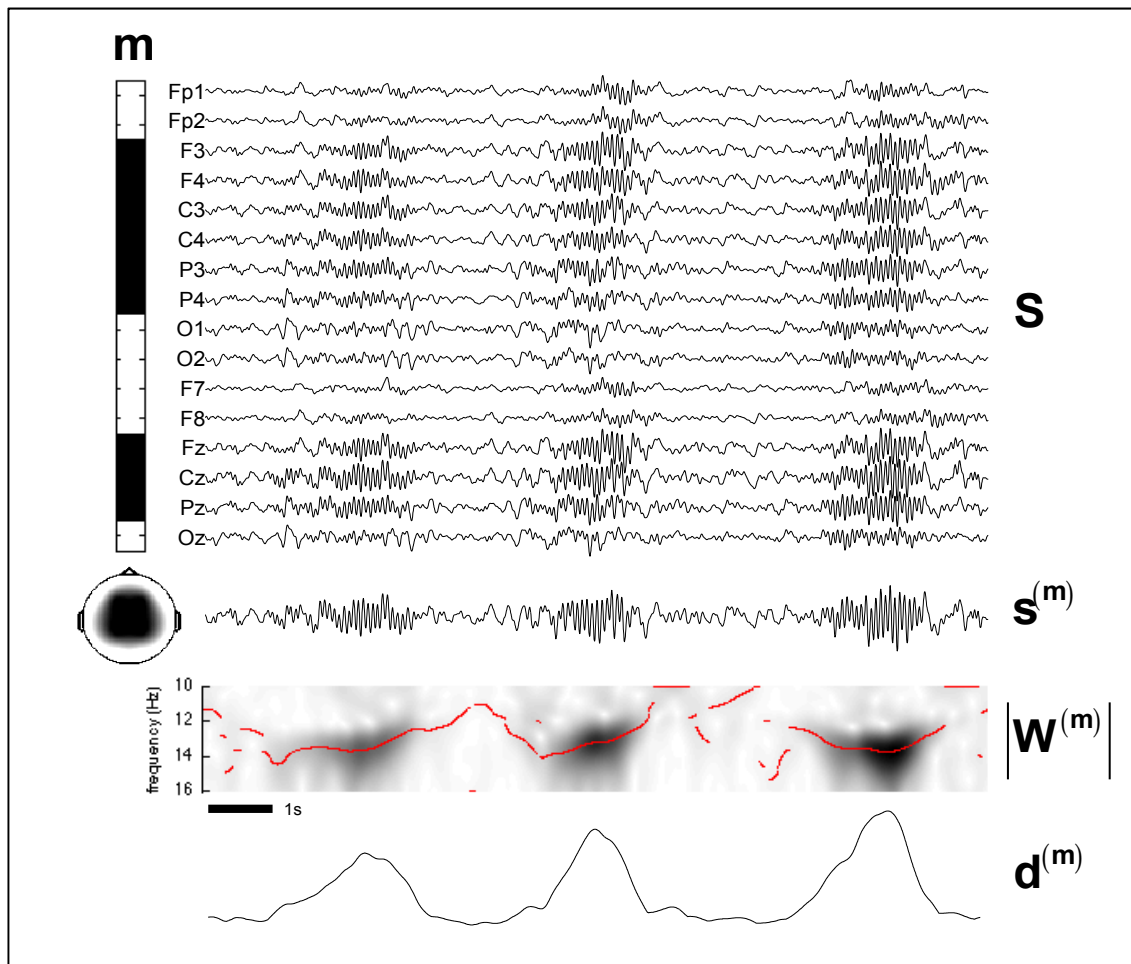 m
Fp1
Fp2
F3
F4
C3
C4
P3
P4
O1
O2
F7
F8
Fz
Cz
Pz
Oz
S
s(m)
frequency (Hz)
10
12
14
16
|W(m)|
1s
d(m)